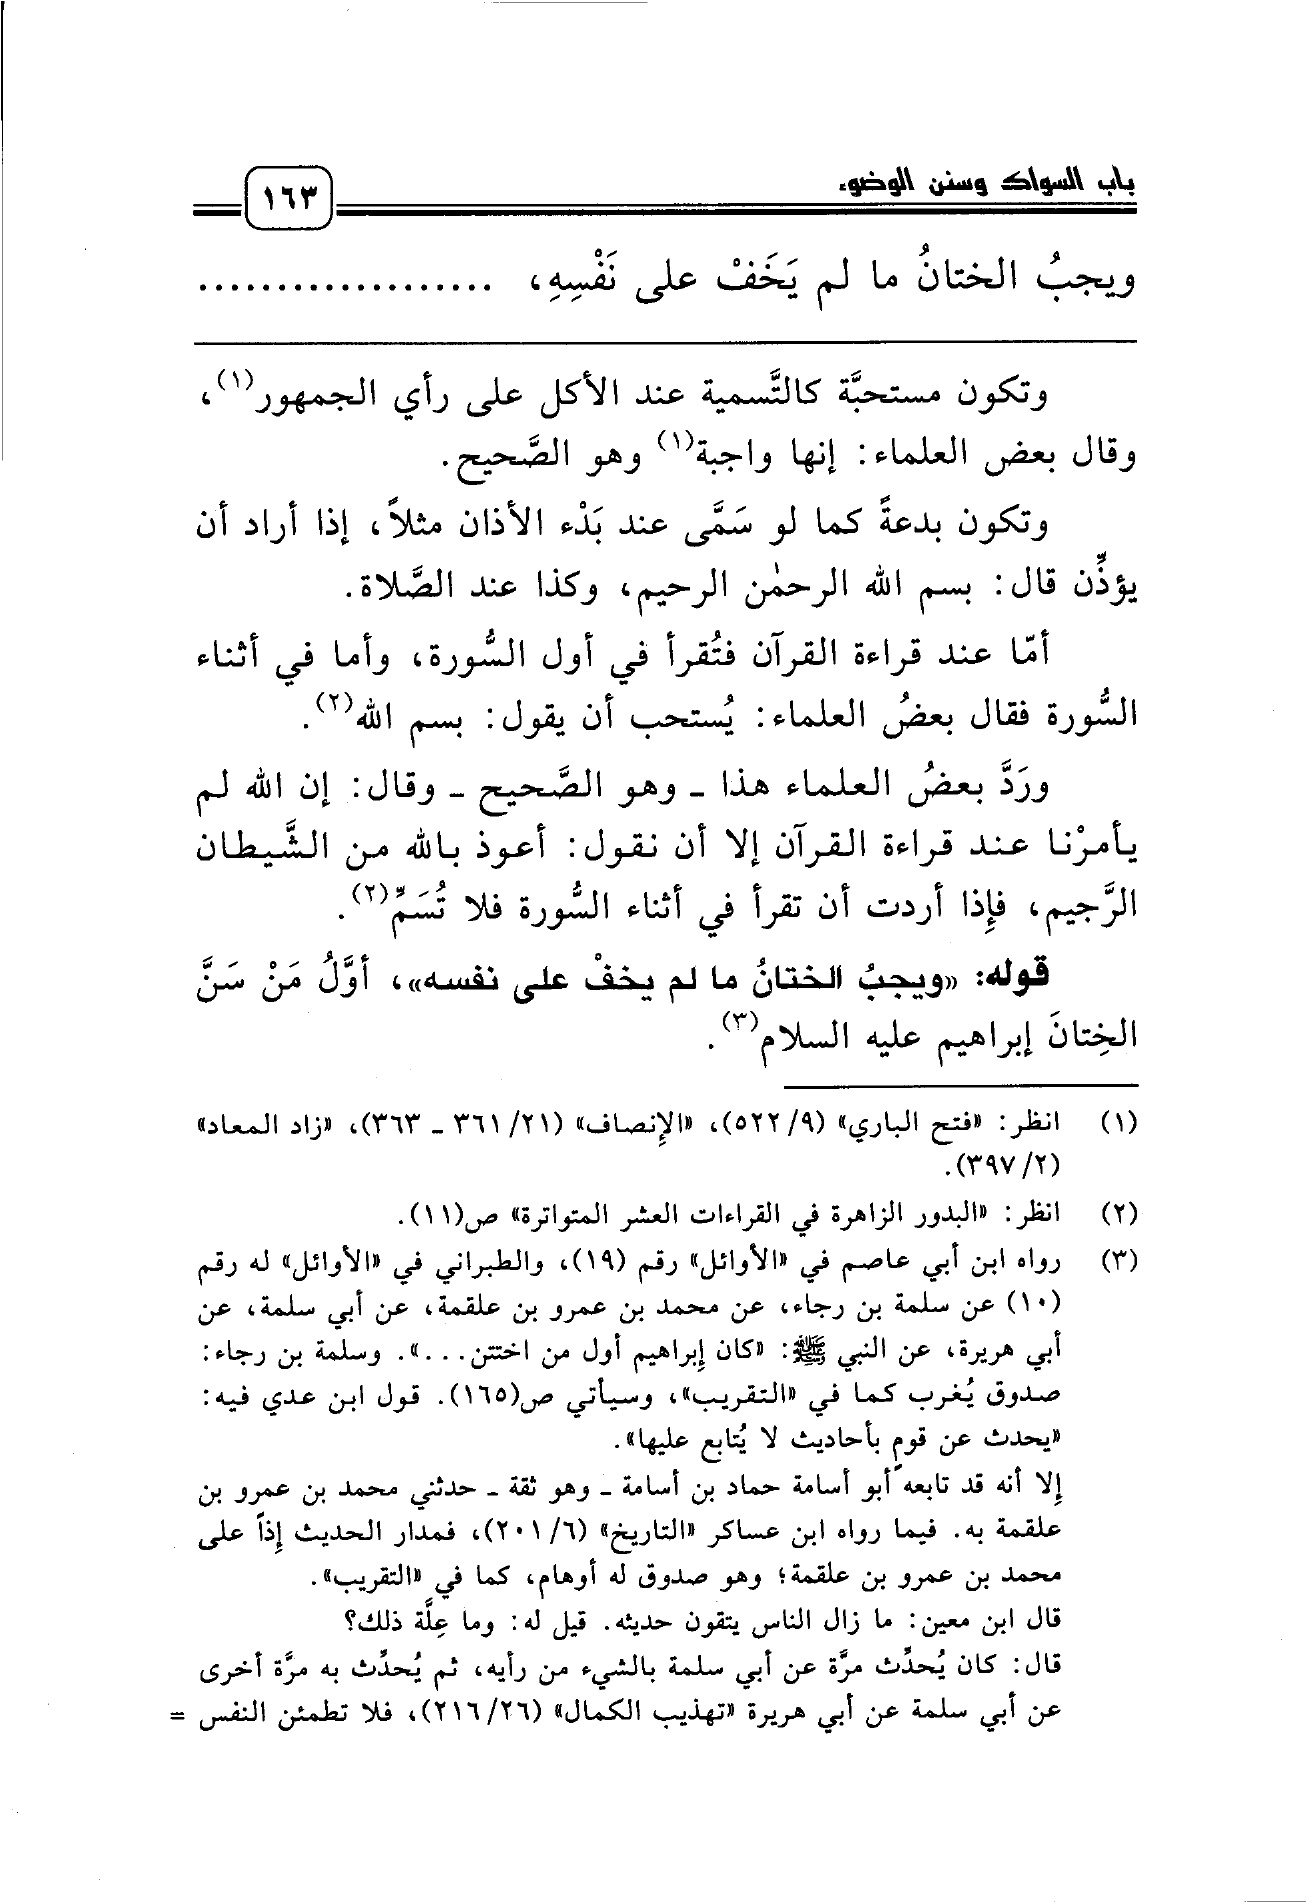 باب السواك وسنن الوضوء
١٦٣
ويجبُ الختانُ ما لم يَخَفْ على نَفْسِهِ، ...................
وتكون مستحبَّة كالتَّسمية عند الأكل على رأي الجمهور(١)،
وقال بعض العلماء: إنها واجبة(١) وهو الصَّحيح.
وتكون بدعةً كما لو سَمَّى عند بَدْء الأذان مثلاً، إذا أراد أن
يؤذِّن قال: بسم الله الرحمٰن الرحيم، وكذا عند الصَّلاة.
أمّا عند قراءة القرآن فتُقرأ في أول السُّورة، وأما في أثناء
السُّورة فقال بعضُ العلماء: يُستحب أن يقول: بسم الله(٢).
ورَدَّ بعضُ العلماء هذا ـ وهو الصَّحيح ـ وقال: إن الله لم
يأمرْنا عند قراءة القرآن إلا أن نقول: أعوذ بالله من الشَّيطان
الرَّجيم، فإِذا أردت أن تقرأ في أثناء السُّورة فلا تُسَمِّ(٢).
قوله: «ويجبُ الختانُ ما لم يخفْ على نفسه»، أوَّلُ مَنْ سَنَّ
الخِتانَ إبراهيم عليه السلام(٣).
(١) انظر: «فتح الباري» (٥٢٢/٩)، «الإِنصاف» (٣٦١/٢١ ـ ٣٦٣)، «زاد المعاد»
(٣٩٧/٢).
(٢) انظر: «البدور الزاهرة في القراءات العشر المتواترة» ص(١١).
(٣) رواه ابن أبي عاصم في «الأوائل» رقم (١٩)، والطبراني في «الأوائل» له رقم
(١٠) عن سلمة بن رجاء، عن محمد بن عمرو بن علقمة، عن أبي سلمة، عن
أبي هريرة، عن النبي ﷺ: «كان إبراهيم أول من اختتن...». وسلمة بن رجاء:
صدوق يُغرب كما في «التقريب»، وسيأتي ص(١٦٥). قول ابن عدي فيه:
«يحدث عن قومٍ بأحاديث لا يُتابع عليها».
إلا أنه قد تابعه أبو أسامة حماد بن أسامة ـ وهو ثقة ـ حدثني محمد بن عمرو بن
علقمة به. فيما رواه ابن عساكر «التاريخ» (٢٠١/٦)، فمدار الحديث إِذاً على
محمد بن عمرو بن علقمة؛ وهو صدوق له أوهام، كما في «التقريب».
قال ابن معين: ما زال الناس يتقون حديثه. قيل له: وما عِلَّة ذلك؟
قال: كان يُحدِّث مرَّة عن أبي سلمة بالشيء من رأيه، ثم يُحدِّث به مرَّة أخرى
عن أبي سلمة عن أبي هريرة «تهذيب الكمال» (٢١٦/٢٦)، فلا تطمئن النفس =